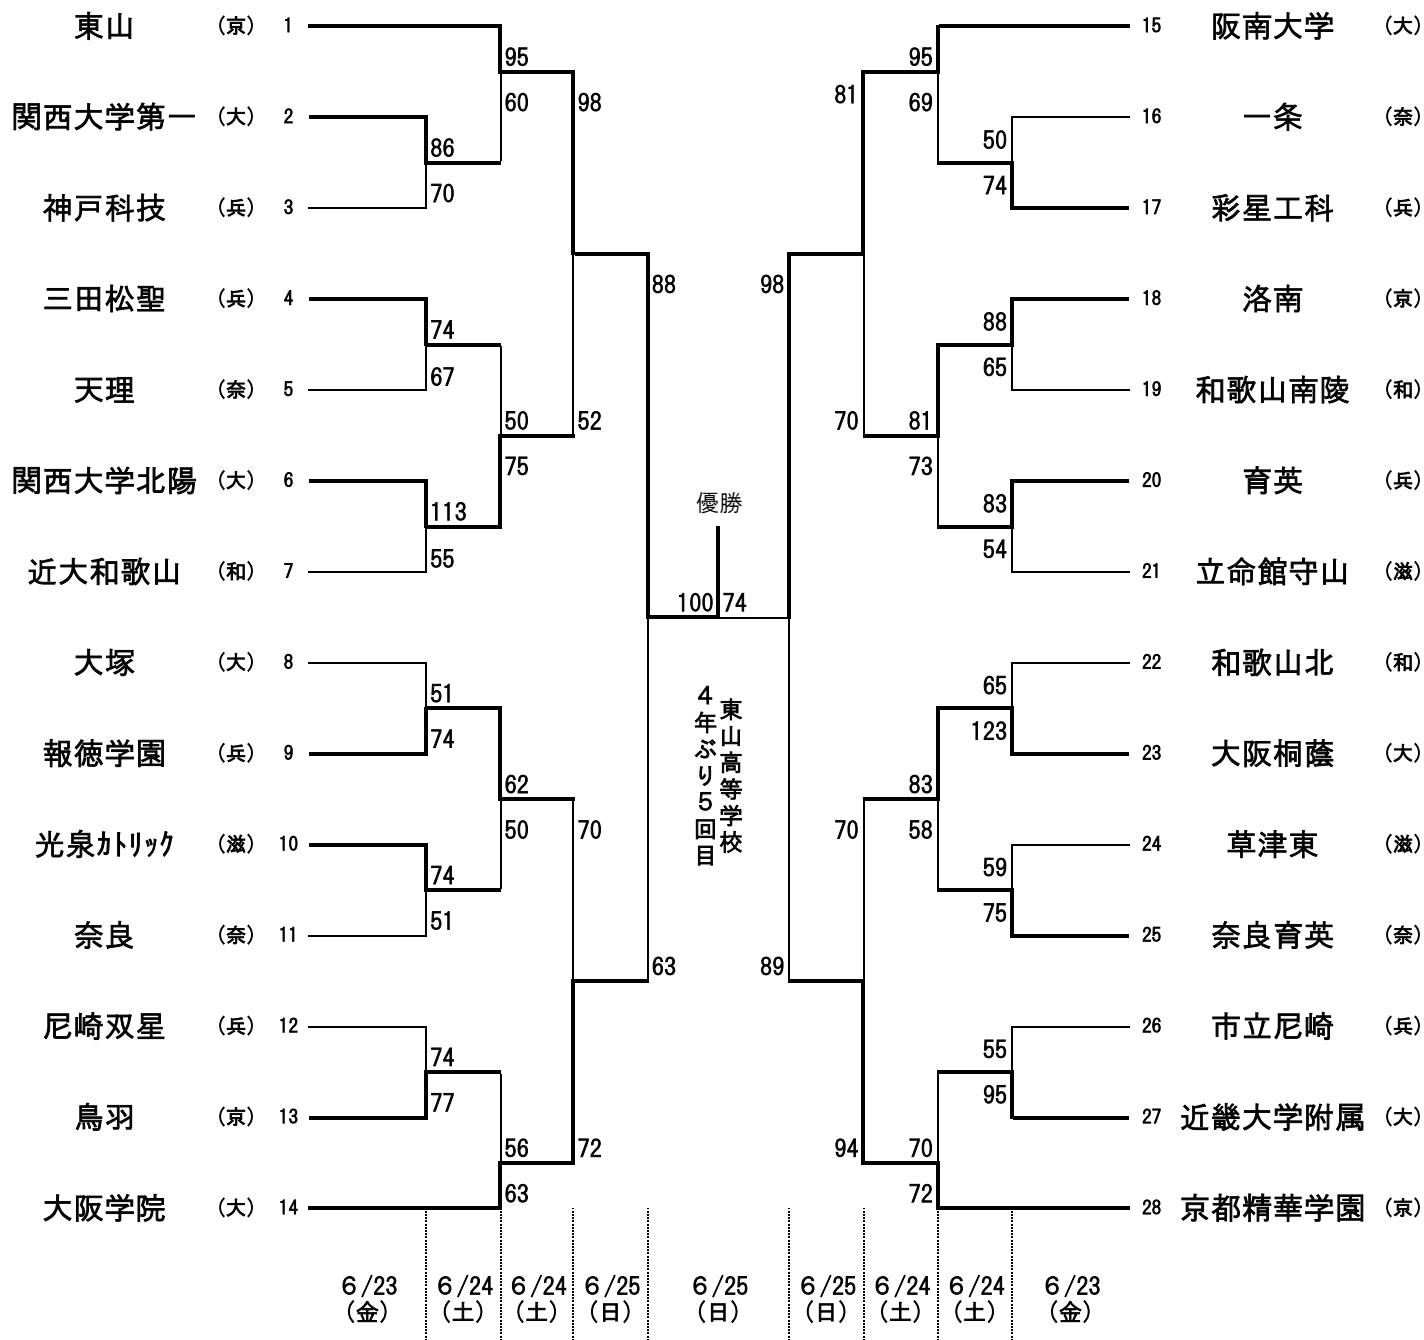 東山 (京) 1
95
60
関西大学第一 (大) 2
86
70
神戸科技 (兵) 3
98
52
三田松聖 (兵) 4
74
67
天理 (奈) 5
50
75
関西大学北陽 (大) 6
113
55
近大和歌山 (和) 7
88
63
大塚 (大) 8
51
74
報徳学園 (兵) 9
62
50
光泉ｶﾄﾘｯｸ (滋) 10
74
51
奈良 (奈) 11
70
72
尼崎双星 (兵) 12
74
77
鳥羽 (京) 13
56
63
大阪学院 (大) 14
優勝
100 74
東山高等学校
４年ぶり５回目
15 阪南大学 (大)
95
69
16 一条 (奈)
50
74
17 彩星工科 (兵)
81
70
18 洛南 (京)
88
65
19 和歌山南陵 (和)
81
73
20 育英 (兵)
83
54
21 立命館守山 (滋)
98
89
22 和歌山北 (和)
65
123
23 大阪桐蔭 (大)
83
58
24 草津東 (滋)
59
75
25 奈良育英 (奈)
70
94
26 市立尼崎 (兵)
55
95
27 近畿大学附属 (大)
70
72
28 京都精華学園 (京)
６/23 ６/24 ６/24 ６/25 ６/25 ６/25 ６/24 ６/24 ６/23
(金) (土) (土) (日) (日) (日) (土) (土) (金)